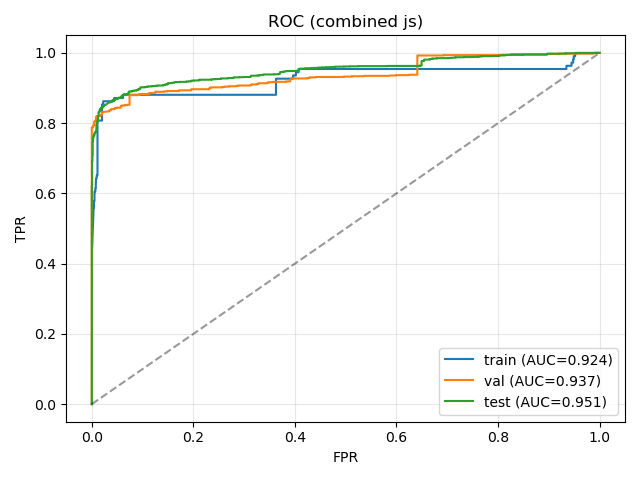 ROC (combined js)
TPR
1.0
0.8
0.6
0.4
0.2
0.0
train (AUC=0.924)
val (AUC=0.937)
test (AUC=0.951)
0.0 0.2 0.4 0.6 0.8 1.0
FPR